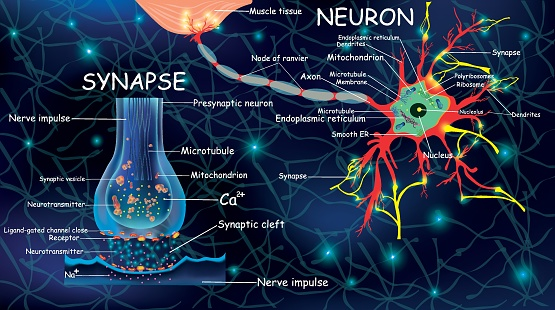 Muscle tissue
NEURON
Endoplasmic reticulum
Dendrites
Mitochondrion
Synapse
Node of ranvier
Axon
Microtubule
Membrane
Polyribosomes
Ribosome
Microtubule
Endoplasmic reticulum
Nucleolus
Dendrites
Smooth ER
Nucleus
Synapse
SYNAPSE
Presynaptic neuron
Nerve impulse
Microtubule
Synaptic vesicle
Mitochondrion
Neurotransmitter
Ca2+
Synaptic cleft
Ligand-gated channel close
Receptor
Neurotransmitter
Na+
Nerve impulse